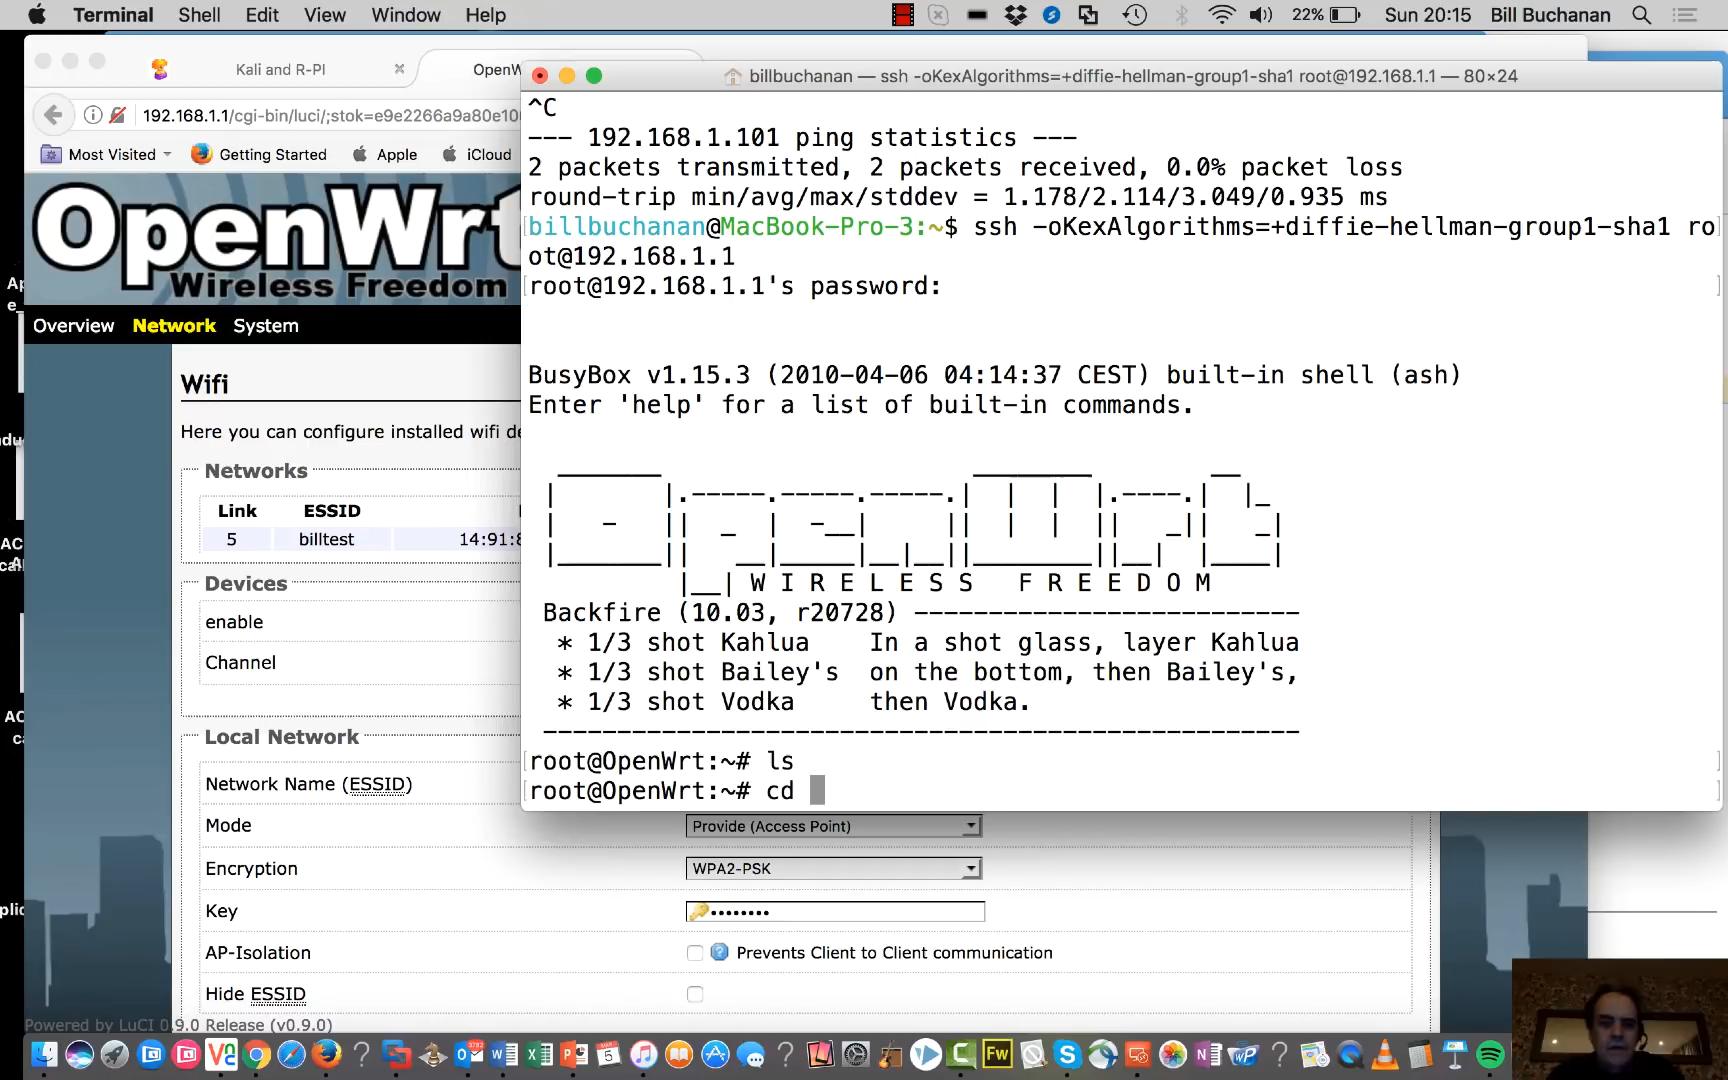 Terminal Shell Edit View Window Help 22% Sun 20:15 Bill Buchanan
Kali and R-PI × OpenW
billbuchanan — ssh -oKexAlgorithms=+diffie-hellman-group1-sha1 root@192.168.1.1 — 80×24
192.168.1.1/cgi-bin/luci/;stok=e9e2266a9a80e10
Most Visited Getting Started Apple iCloud
OpenWrt
Wireless Freedom
Overview Network System
Wifi
Here you can configure installed wifi de
Networks
Link ESSID
5 billtest 14:91:8
Devices
enable
Channel
Local Network
Network Name (ESSID)
Mode Provide (Access Point)
Encryption WPA2-PSK
Key ••••••••
AP-Isolation Prevents Client to Client communication
Hide ESSID
Powered by LuCI 0.9.0 Release (v0.9.0)
^C
--- 192.168.1.101 ping statistics ---
2 packets transmitted, 2 packets received, 0.0% packet loss
round-trip min/avg/max/stddev = 1.178/2.114/3.049/0.935 ms
billbuchanan@MacBook-Pro-3:~$ ssh -oKexAlgorithms=+diffie-hellman-group1-sha1 ro
ot@192.168.1.1
root@192.168.1.1's password:
BusyBox v1.15.3 (2010-04-06 04:14:37 CEST) built-in shell (ash)
Enter 'help' for a list of built-in commands.
OpenWrt
W I R E L E S S F R E E D O M
Backfire (10.03, r20728) --------------------------
* 1/3 shot Kahlua In a shot glass, layer Kahlua
* 1/3 shot Bailey's on the bottom, then Bailey's,
* 1/3 shot Vodka then Vodka.
---------------------------------------------------
root@OpenWrt:~# ls
root@OpenWrt:~# cd